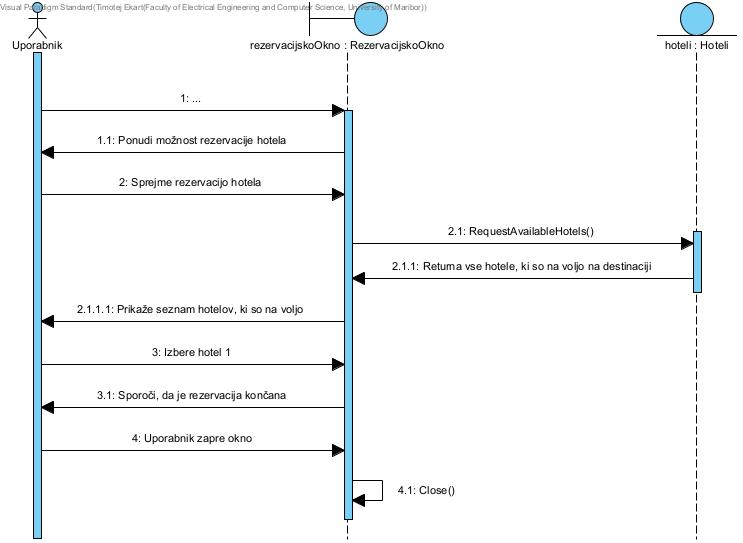 Visual Paradigm Standard(Timotej Ekart(Faculty of Electrical Engineering and Computer Science, University of Maribor))
Uporabnik
rezervacijskoOkno : RezervacijskoOkno
hoteli : Hoteli
1: ...
1.1: Ponudi možnost rezervacije hotela
2: Sprejme rezervacijo hotela
2.1: RequestAvailableHotels()
2.1.1: Returna vse hotele, ki so na voljo na destinaciji
2.1.1.1: Prikaže seznam hotelov, ki so na voljo
3: Izbere hotel 1
3.1: Sporoči, da je rezervacija končana
4: Uporabnik zapre okno
4.1: Close()